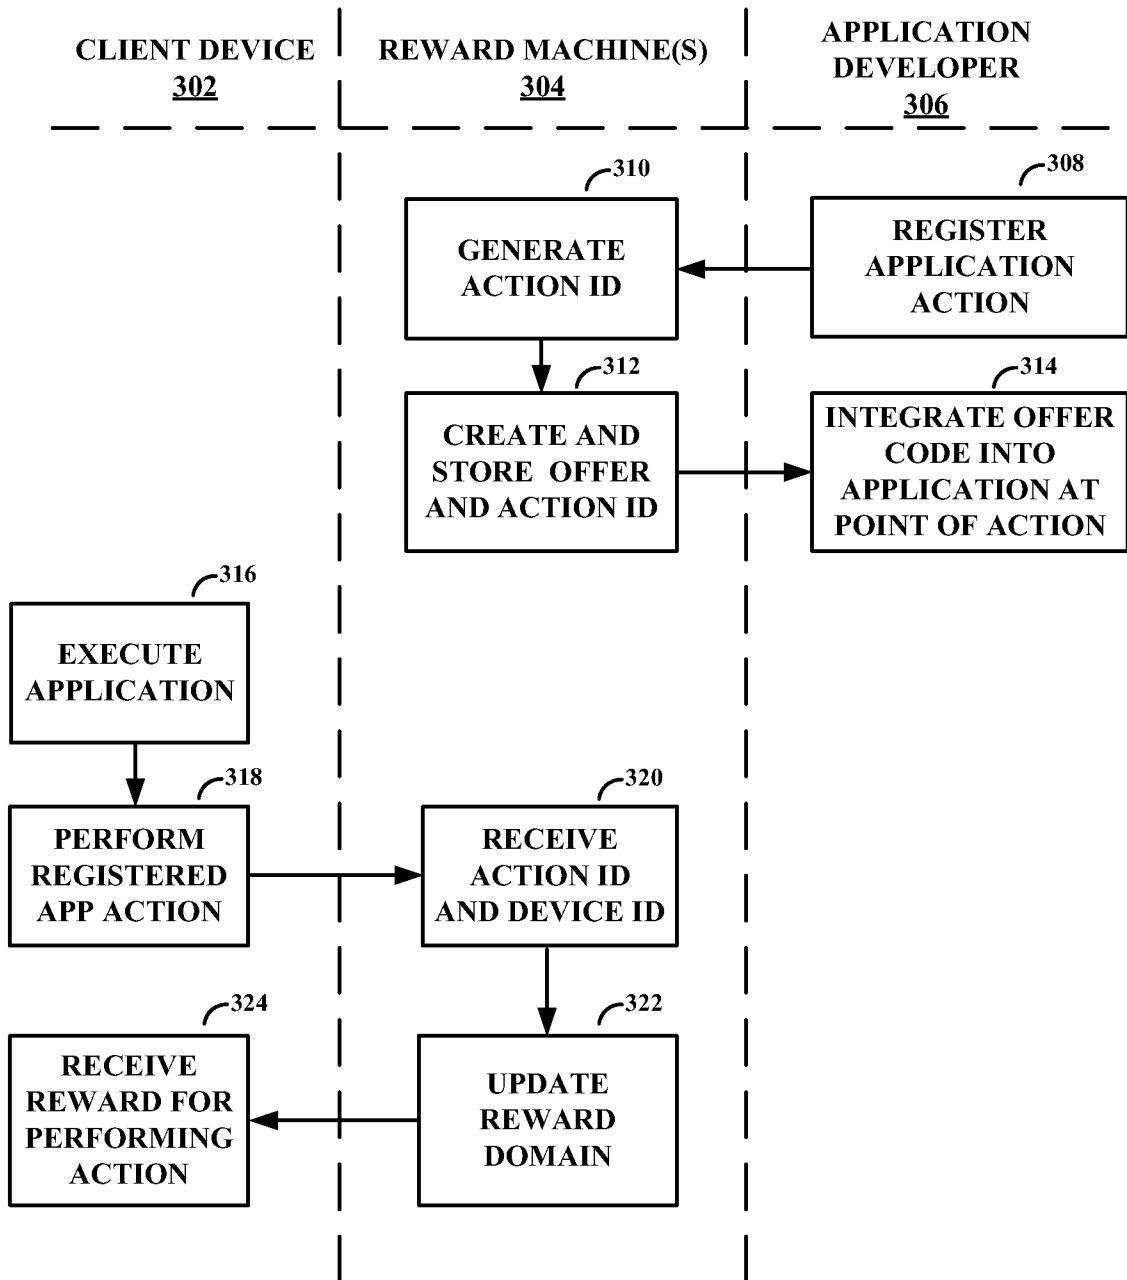 CLIENT DEVICE
302
REWARD MACHINE(S)
304
APPLICATION
DEVELOPER
306
310
GENERATE
ACTION ID
308
REGISTER
APPLICATION
ACTION
312
CREATE AND
STORE OFFER
AND ACTION ID
314
INTEGRATE OFFER
CODE INTO
APPLICATION AT
POINT OF ACTION
316
EXECUTE
APPLICATION
318
PERFORM
REGISTERED
APP ACTION
320
RECEIVE
ACTION ID
AND DEVICE ID
324
RECEIVE
REWARD FOR
PERFORMING
ACTION
322
UPDATE
REWARD
DOMAIN